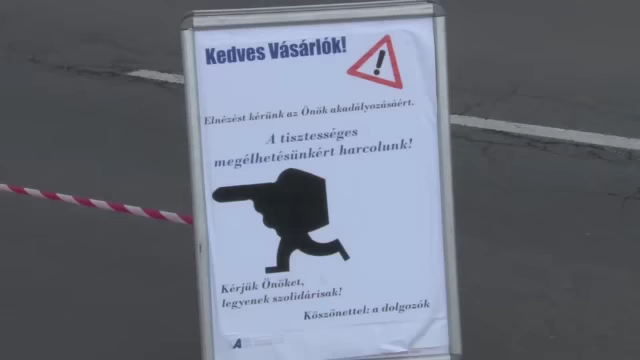 Kedves Vásárlók!
Elnézést kérünk az Önök akadályozásáért.
A tisztességes
megélhetésünkért harcolunk!
Kérjük Önöket,
legyenek szolidárisak!
Köszönettel: a dolgozók